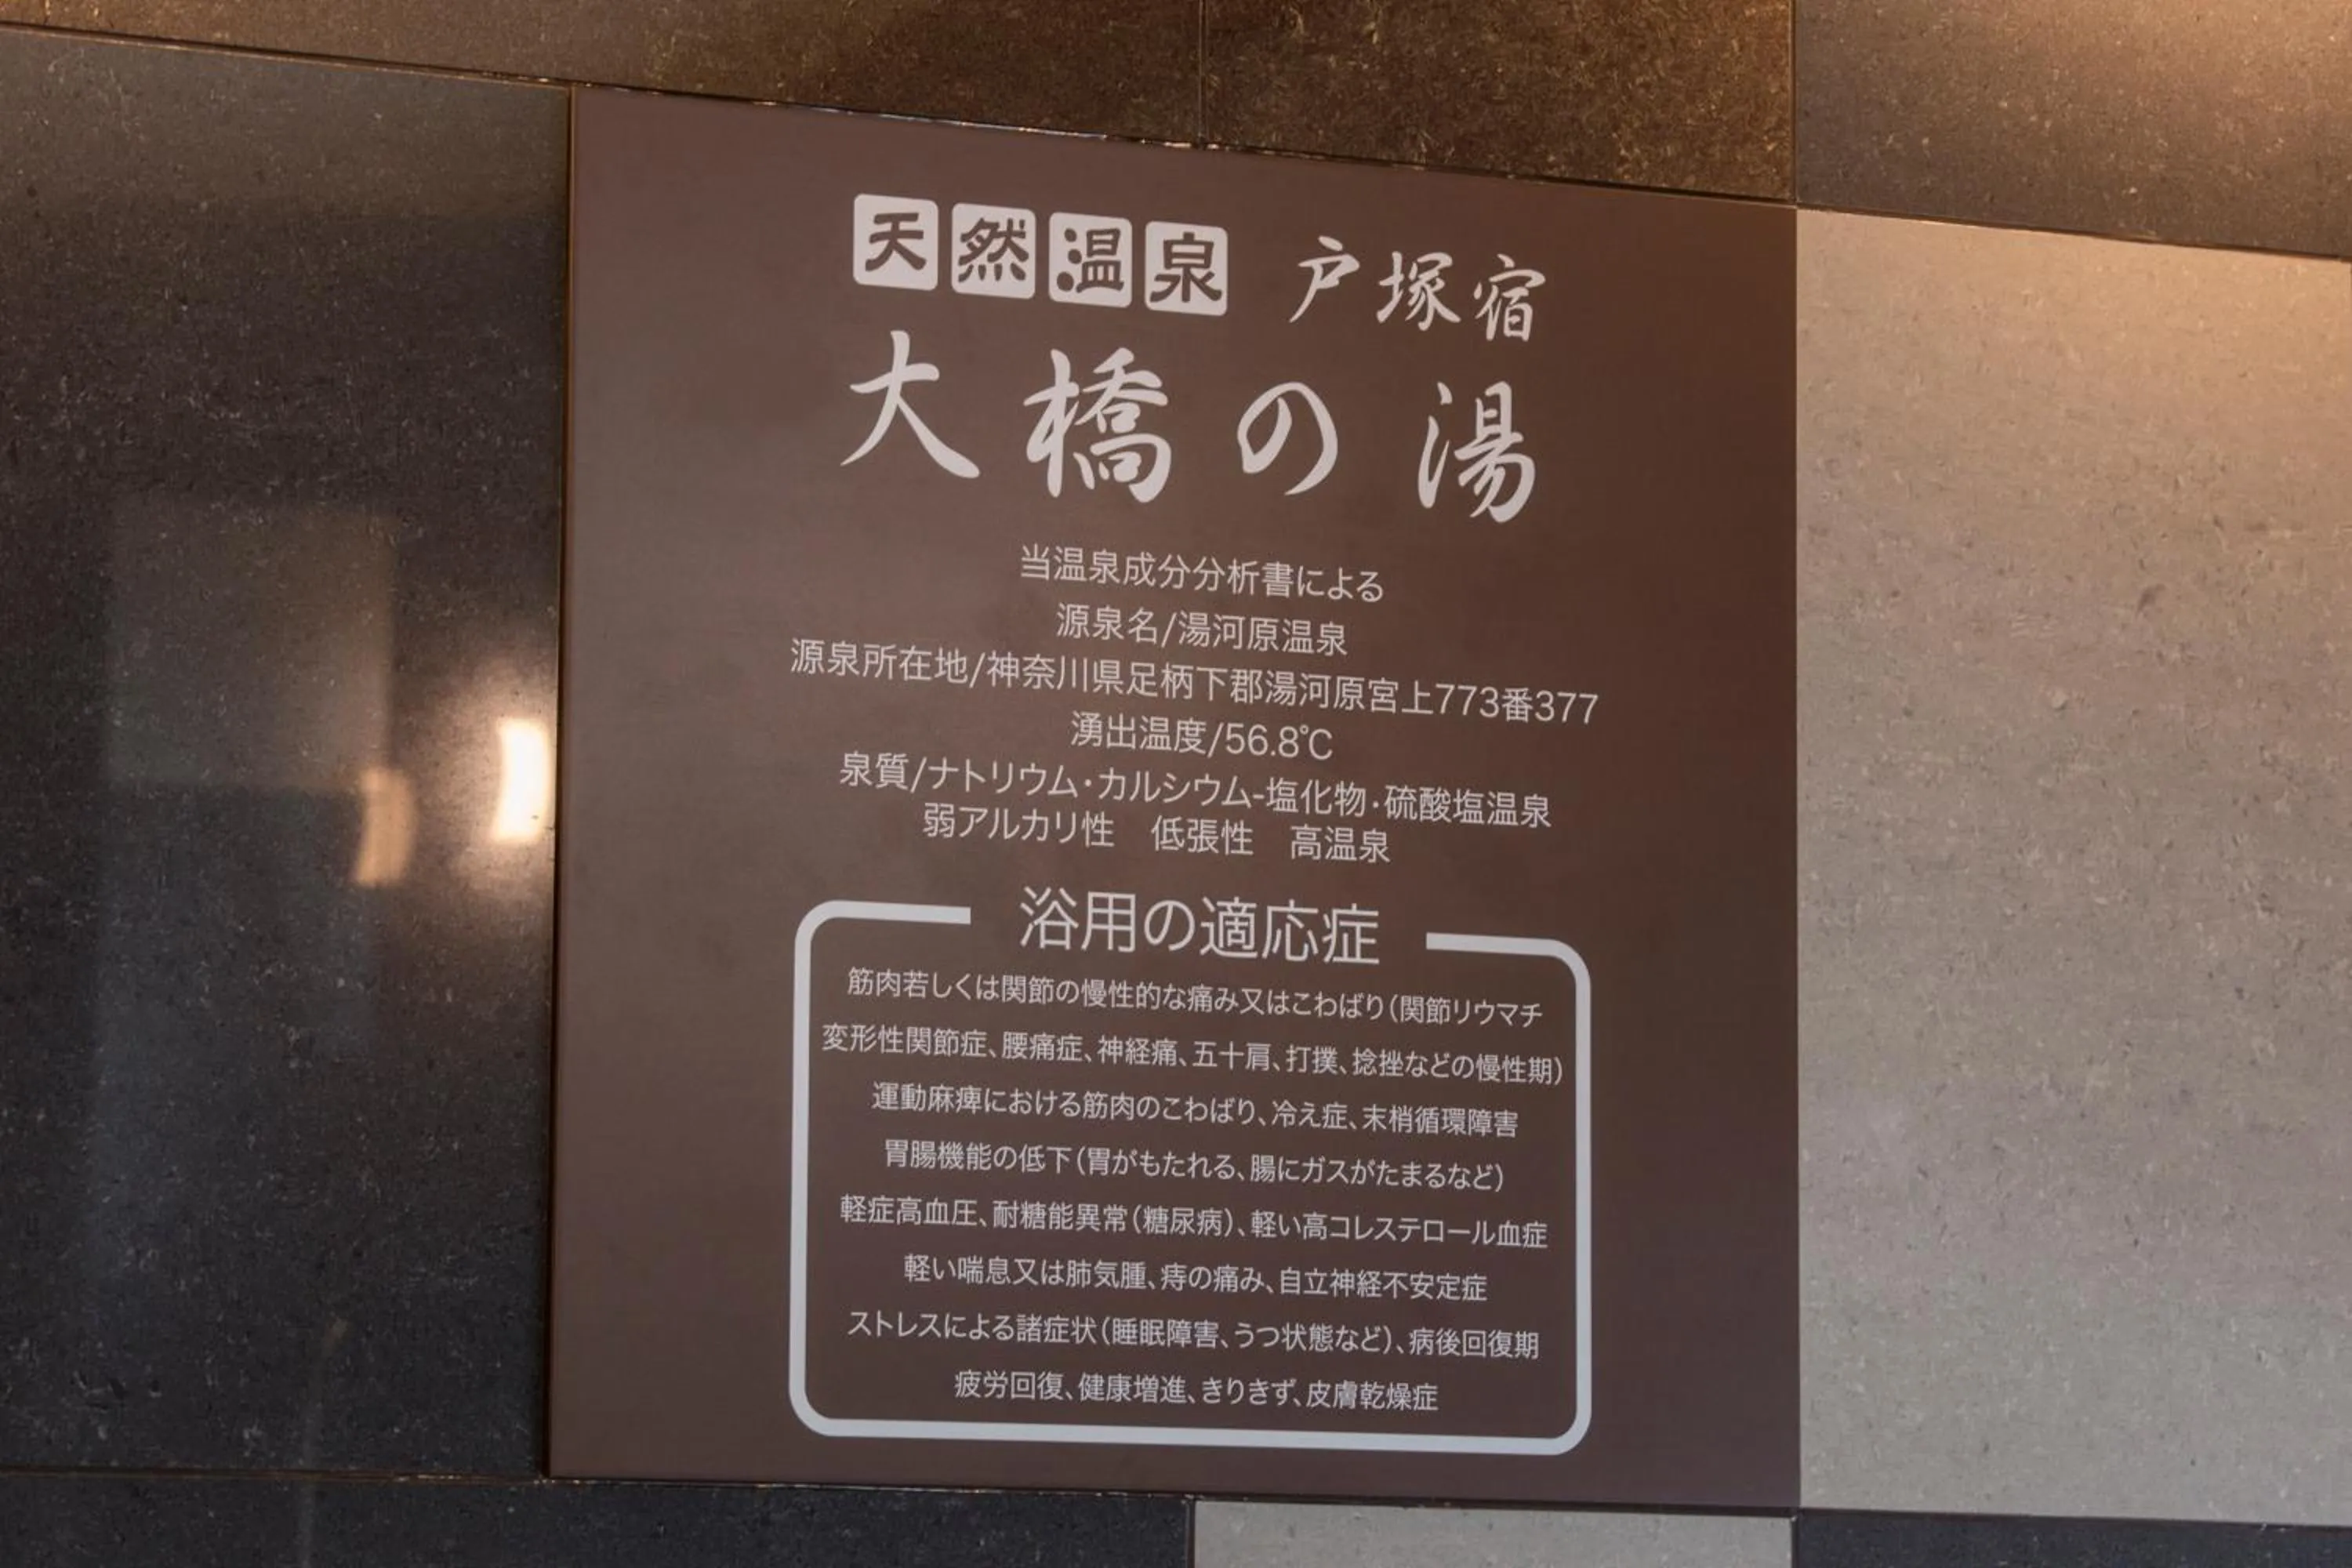 天然温泉 戸塚宿
大橋の湯
当温泉成分分析書による
源泉名/湯河原温泉
源泉所在地/神奈川県足柄下郡湯河原宮上773番377
湧出温度/56.8℃
泉質/ナトリウム・カルシウム-塩化物・硫酸塩温泉
弱アルカリ性 低張性 高温泉
浴用の適応症
筋肉若しくは関節の慢性的な痛み又はこわばり(関節リウマチ
変形性関節症、腰痛症、神経痛、五十肩、打撲、捻挫などの慢性期)
運動麻痺における筋肉のこわばり、冷え症、末梢循環障害
胃腸機能の低下(胃がもたれる、腸にガスがたまるなど)
軽症高血圧、耐糖能異常(糖尿病)、軽い高コレステロール血症
軽い喘息又は肺気腫、痔の痛み、自立神経不安定症
ストレスによる諸症状(睡眠障害、うつ状態など)、病後回復期
疲労回復、健康増進、きりきず、皮膚乾燥症